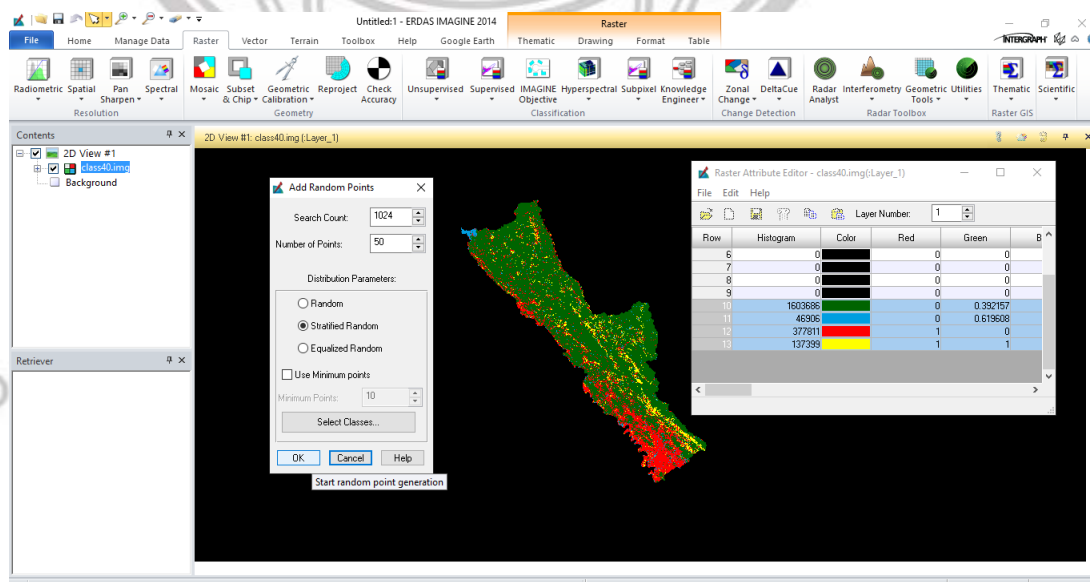 Untitled:1 - ERDAS IMAGINE 2014
Raster
File Home Manage Data Raster Vector Terrain Toolbox Help Google Earth Thematic Drawing Format Table
INTERGRAPH
Radiometric Spatial Pan Sharpen Spectral Mosaic Subset & Chip Geometric Calibration Reproject Check Accuracy Unsupervised Supervised IMAGINE Objective Hyperspectral Subpixel Knowledge Engineer Zonal Change DeltaCue Radar Analyst Interferometry Geometric Tools Utilities Thematic Scientific
Resolution Geometry Classification Change Detection Radar Toolbox Raster GIS
Contents
2D View #1: class40.img (:Layer_1)
2D View #1
class40.img
Background
Retriever
Add Random Points
Search Count: 1024
Number of Points: 50
Distribution Parameters:
Random
Stratified Random
Equalized Random
Use Minimum points
Minimum Points: 10
Select Classes...
OK Cancel Help
Start random point generation
Raster Attribute Editor - class40.img(:Layer_1)
File Edit Help
Layer Number: 1
Row Histogram Color Red Green B
6 0 0 0
7 0 0 0
8 0 0 0
9 0 0 0
10 1603686 0 0.392157
11 46906 0 0.619608
12 377811 1 0
13 137399 1 1